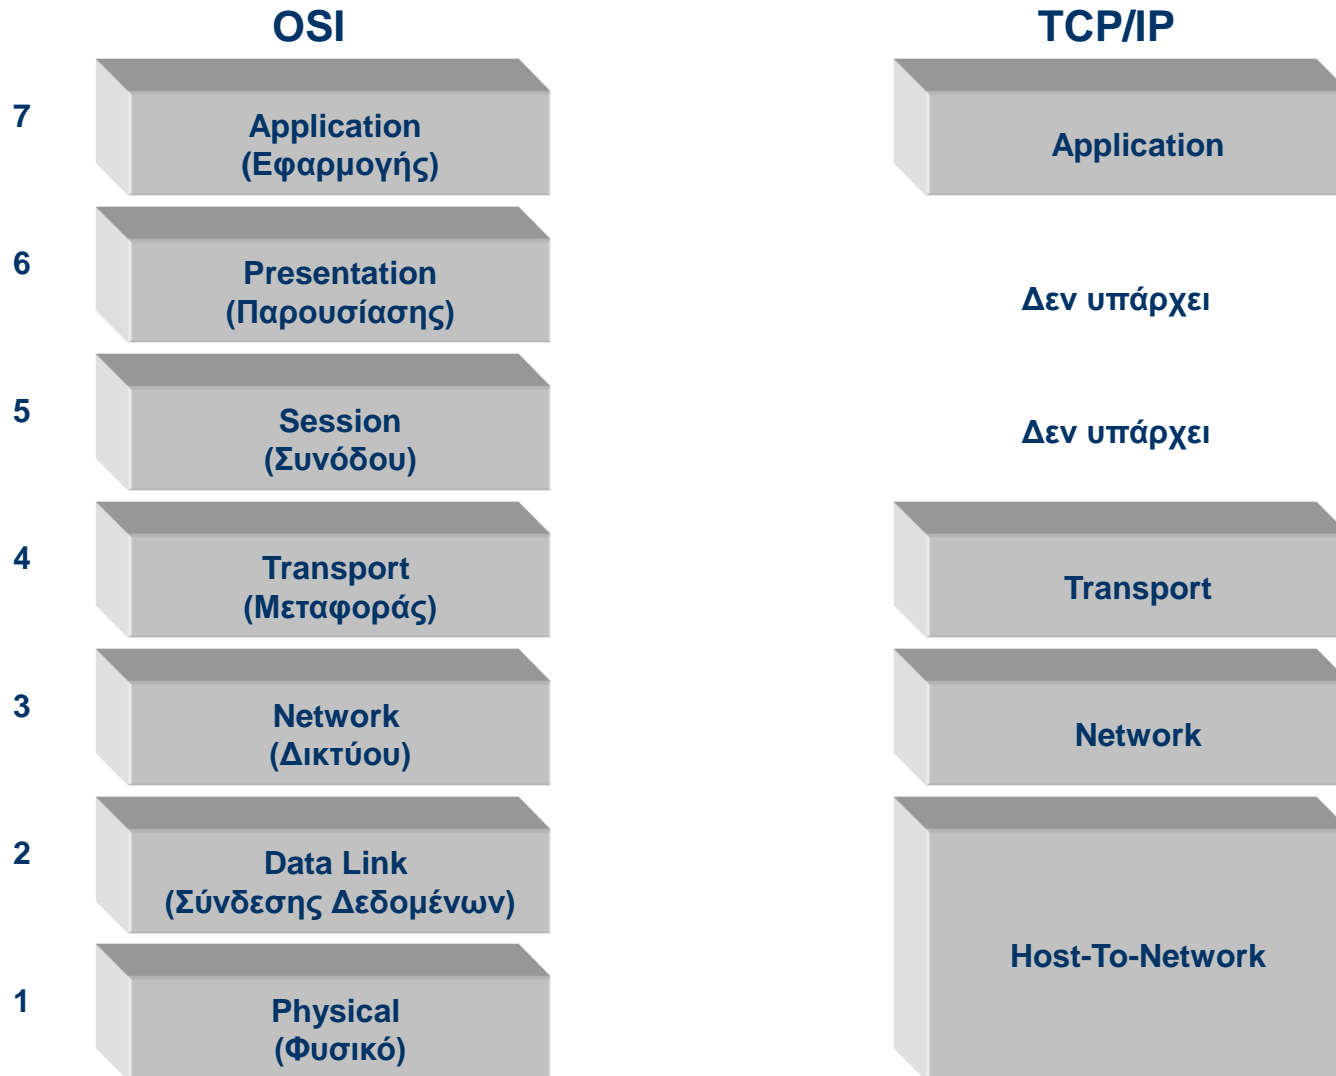 OSI
TCP/IP
7
Application
(Εφαρμογής)
Application
6
Presentation
(Παρουσίασης)
Δεν υπάρχει
5
Session
(Συνόδου)
Δεν υπάρχει
4
Transport
(Μεταφοράς)
Transport
3
Network
(Δικτύου)
Network
2
Data Link
(Σύνδεσης Δεδομένων)
Host-To-Network
1
Physical
(Φυσικό)